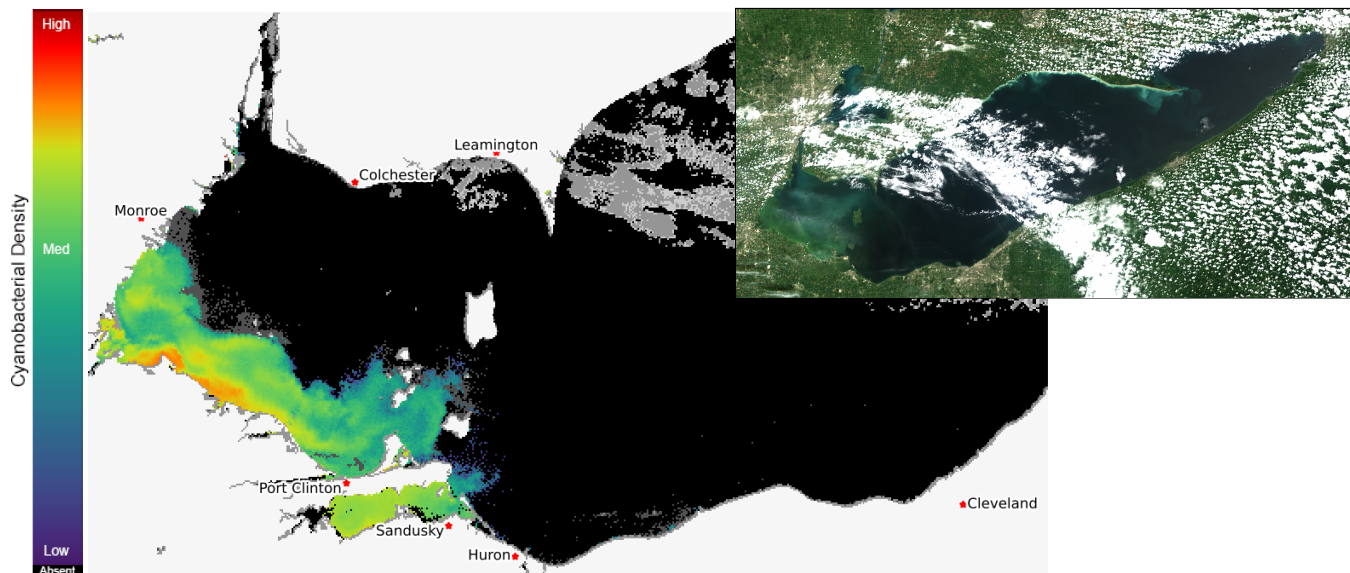 High
Cyanobacterial Density
Med
Low
Absent
Leamington
Colchester
Monroe
Port Clinton
Sandusky
Huron
Cleveland